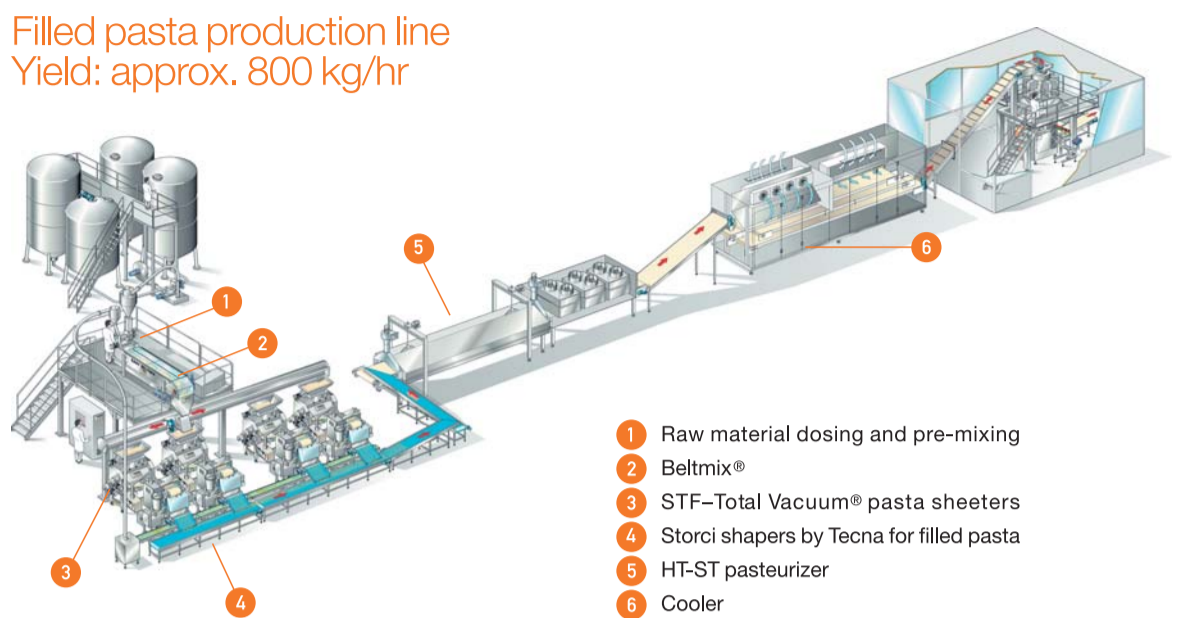 Filled pasta production line
Yield: approx. 800 kg/hr
1
2
3
4
5
6
1 Raw material dosing and pre-mixing
2 Beltmix®
3 STF–Total Vacuum® pasta sheeters
4 Storci shapers by Tecna for filled pasta
5 HT-ST pasteurizer
6 Cooler